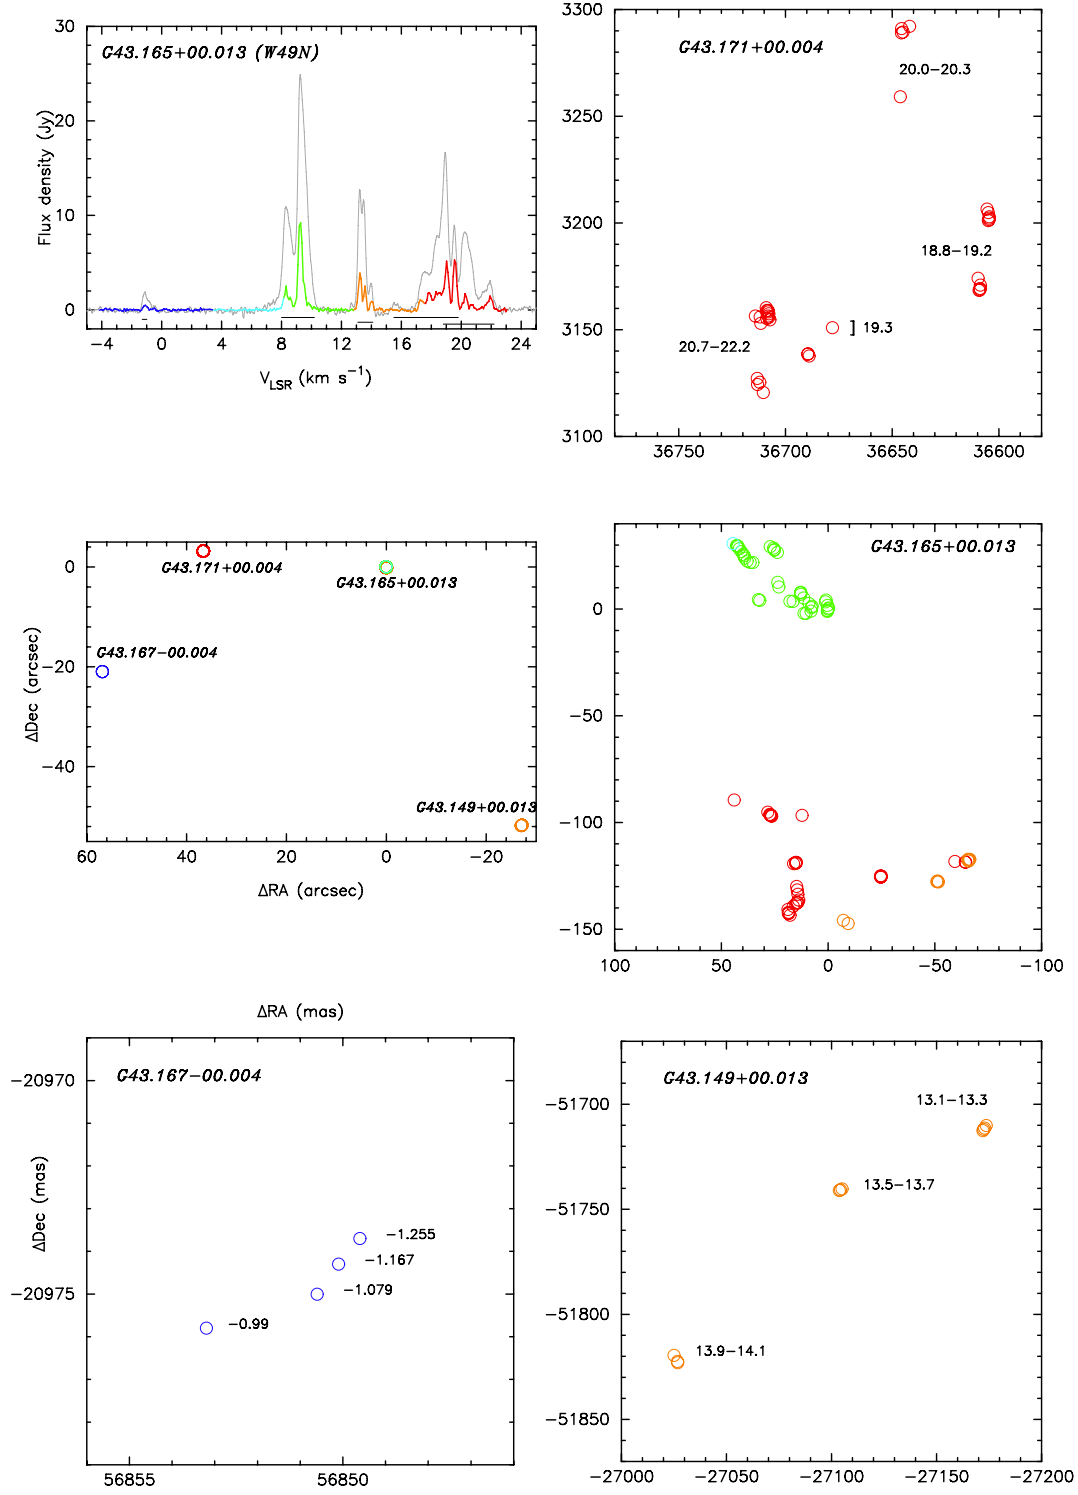 G43.165+00.013 (W49N)
Flux density (Jy)
30
20
10
0
−4 0 4 8 12 16 20 24
V_LSR (km s⁻¹)
G43.171+00.004
20.0−20.3
18.8−19.2
] 19.3
20.7−22.2
3300
3250
3200
3150
3100
36750 36700 36650 36600
G43.171+00.004
G43.165+00.013
G43.167−00.004
G43.149+00.013
ΔDec (arcsec)
0
−20
−40
60 40 20 0 −20
ΔRA (arcsec)
G43.165+00.013
0
−50
−100
−150
100 50 0 −50 −100
ΔRA (mas)
G43.167−00.004
−20970
−20975
ΔDec (mas)
−1.255
−1.167
−1.079
−0.99
56855 56850
G43.149+00.013
13.1−13.3
13.5−13.7
13.9−14.1
−51700
−51750
−51800
−51850
−27000 −27050 −27100 −27150 −27200